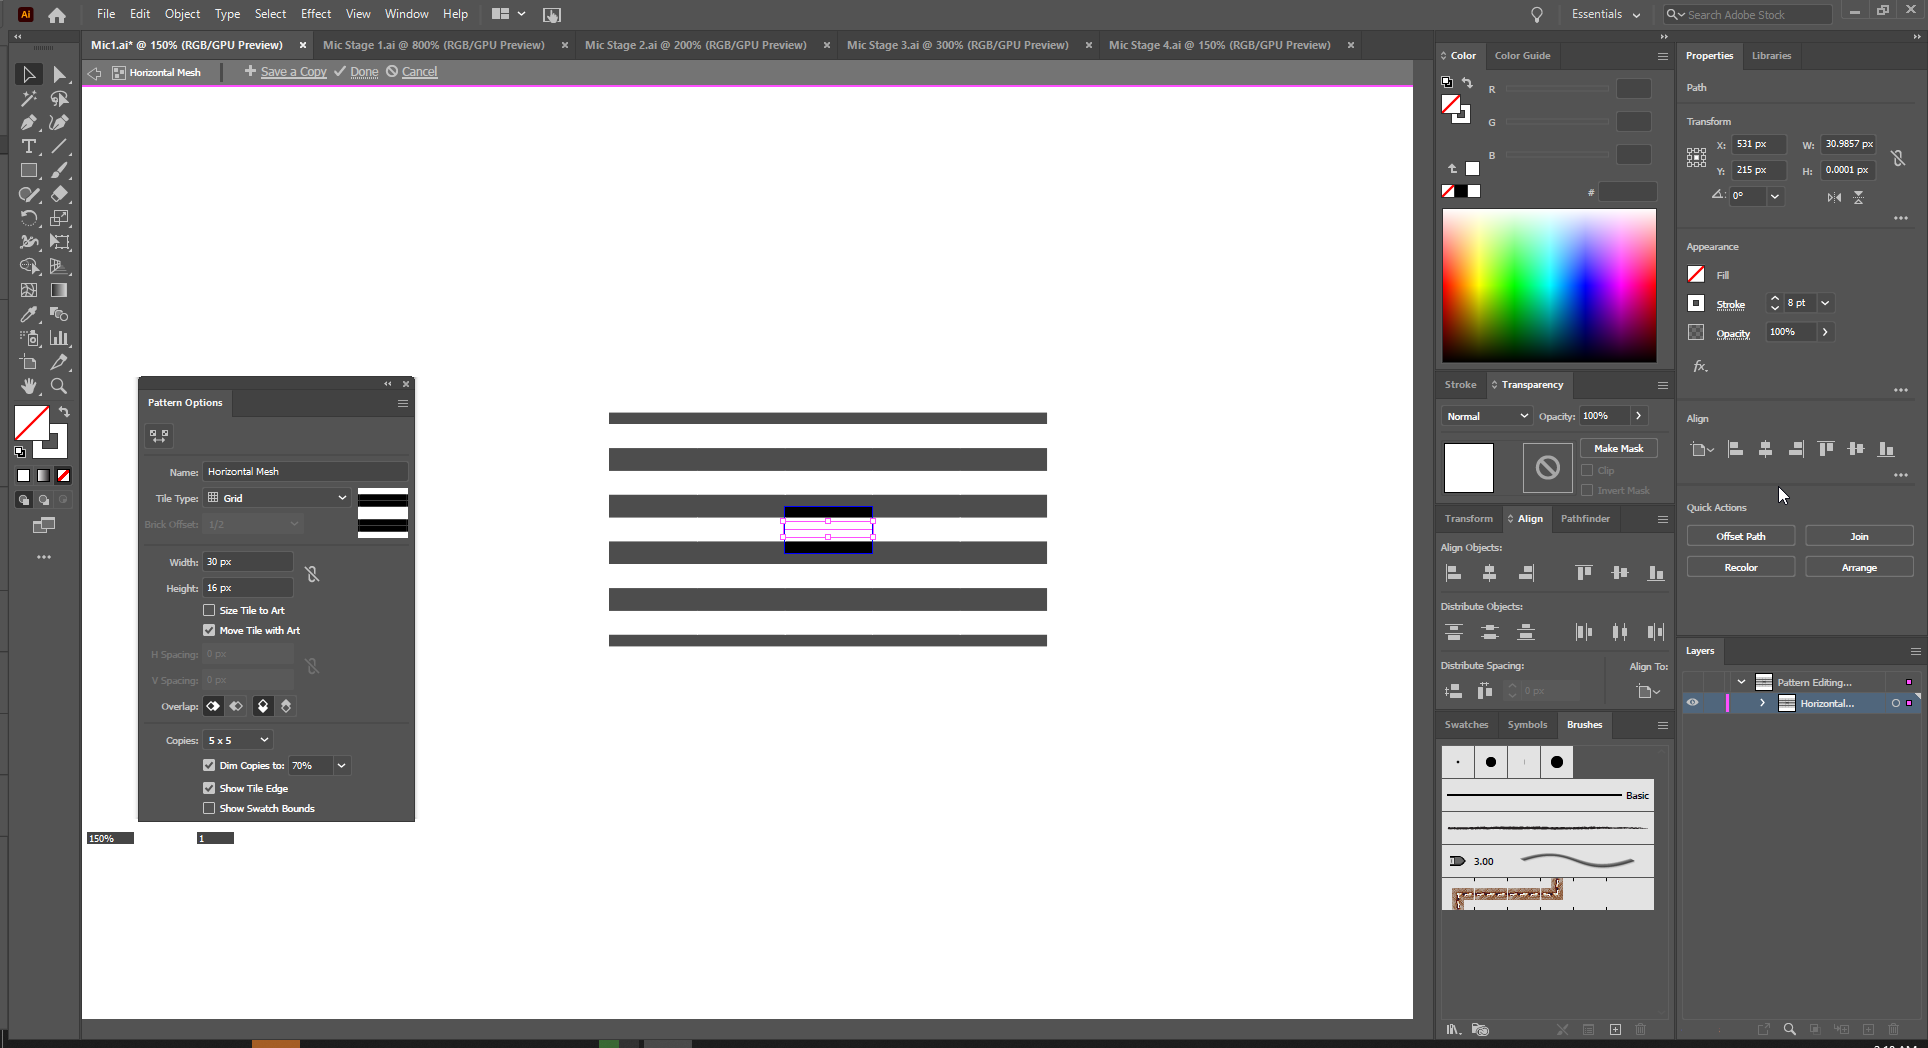 Ai File Edit Object Type Select Effect View Window Help Essentials Search Adobe Stock
Mic1.ai* @ 150% (RGB/GPU Preview) Mic Stage 1.ai @ 800% (RGB/GPU Preview) Mic Stage 2.ai @ 200% (RGB/GPU Preview) Mic Stage 3.ai @ 300% (RGB/GPU Preview) Mic Stage 4.ai @ 150% (RGB/GPU Preview)
Horizontal Mesh Save a Copy Done Cancel
Pattern Options
Name: Horizontal Mesh
Tile Type: Grid
Brick Offset: 1/2
Width: 30 px
Height: 16 px
Size Tile to Art
Move Tile with Art
H Spacing: 0 px
V Spacing: 0 px
Overlap:
Copies: 5 x 5
Dim Copies to: 70%
Show Tile Edge
Show Swatch Bounds
150% 1
Color Color Guide
R
G
B
#
Stroke Transparency
Normal Opacity: 100%
Make Mask
Clip
Invert Mask
Transform Align Pathfinder
Align Objects:
Distribute Objects:
Distribute Spacing: Align To:
0 px
Swatches Symbols Brushes
Basic
3.00
Properties Libraries
Path
Transform
X: 531 px W: 30.9857 px
Y: 215 px H: 0.0001 px
0°
Appearance
Fill
Stroke 8 pt
Opacity 100%
fx.
Align
Quick Actions
Offset Path Join
Recolor Arrange
Layers
Pattern Editing...
Horizontal...